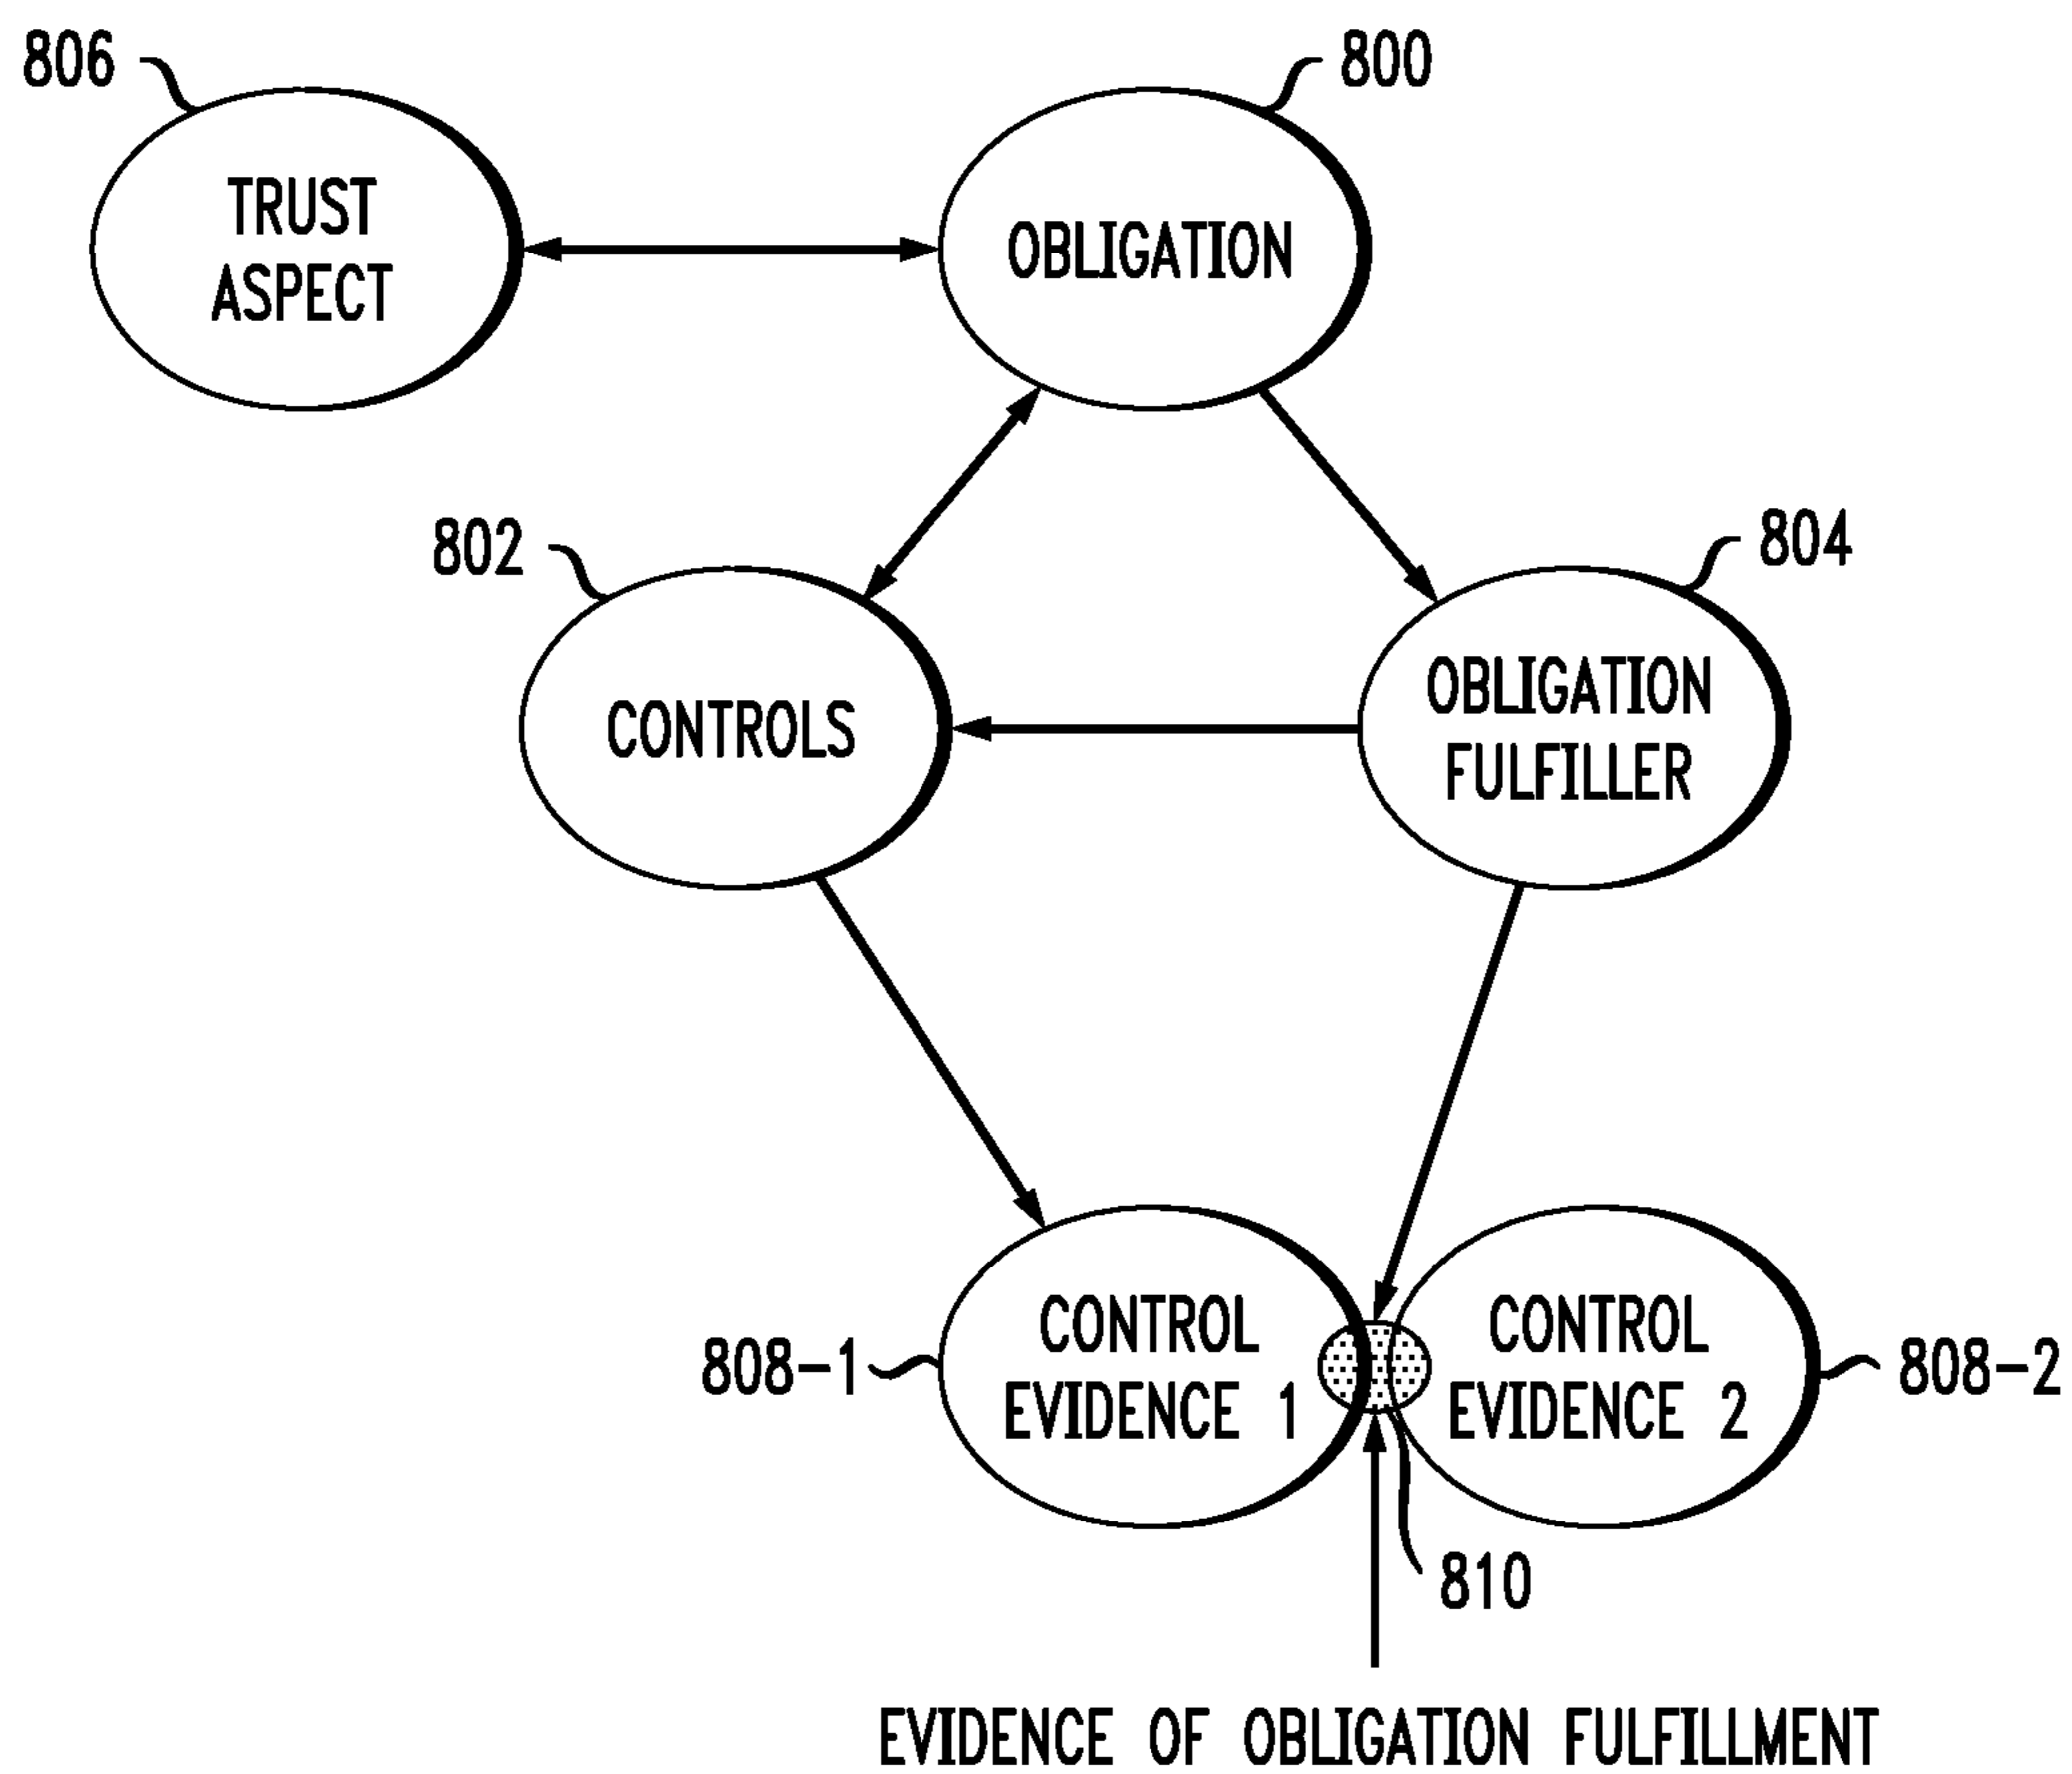 806
800
TRUST
ASPECT
OBLIGATION
802
804
CONTROLS
OBLIGATION
FULFILLER
808-1
CONTROL
EVIDENCE 1
CONTROL
EVIDENCE 2
808-2
810
EVIDENCE OF OBLIGATION FULFILLMENT